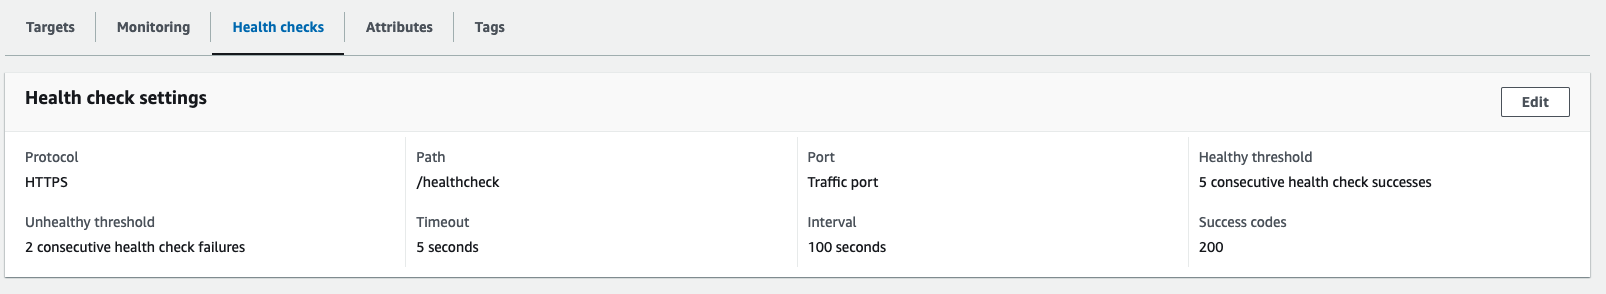 Targets
Monitoring
Health checks
Attributes
Tags
Health check settings
Edit
Protocol
HTTPS
Path
/healthcheck
Port
Traffic port
Healthy threshold
5 consecutive health check successes
Unhealthy threshold
2 consecutive health check failures
Timeout
5 seconds
Interval
100 seconds
Success codes
200